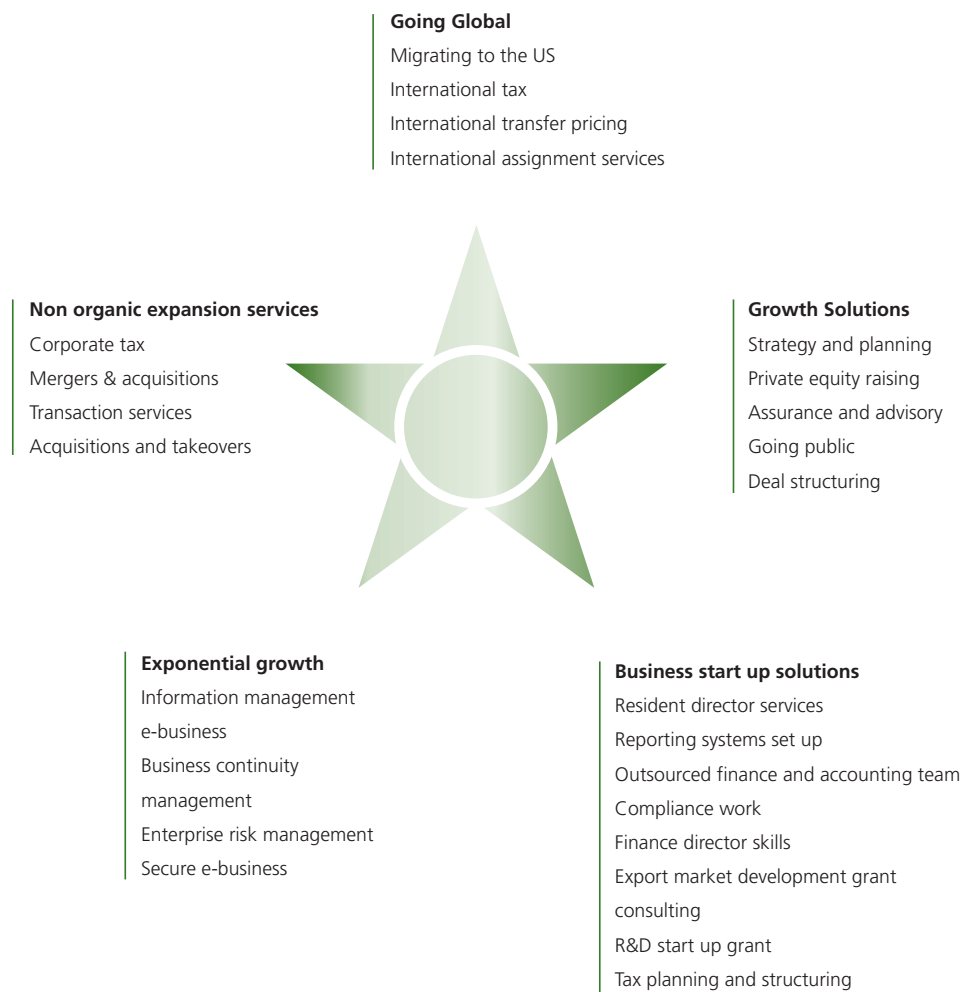 Going Global
Migrating to the US
International tax
International transfer pricing
International assignment services
Non organic expansion services
Corporate tax
Mergers & acquisitions
Transaction services
Acquisitions and takeovers
Growth Solutions
Strategy and planning
Private equity raising
Assurance and advisory
Going public
Deal structuring
Exponential growth
Information management
e-business
Business continuity
management
Enterprise risk management
Secure e-business
Business start up solutions
Resident director services
Reporting systems set up
Outsourced finance and accounting team
Compliance work
Finance director skills
Export market development grant
consulting
R&D start up grant
Tax planning and structuring